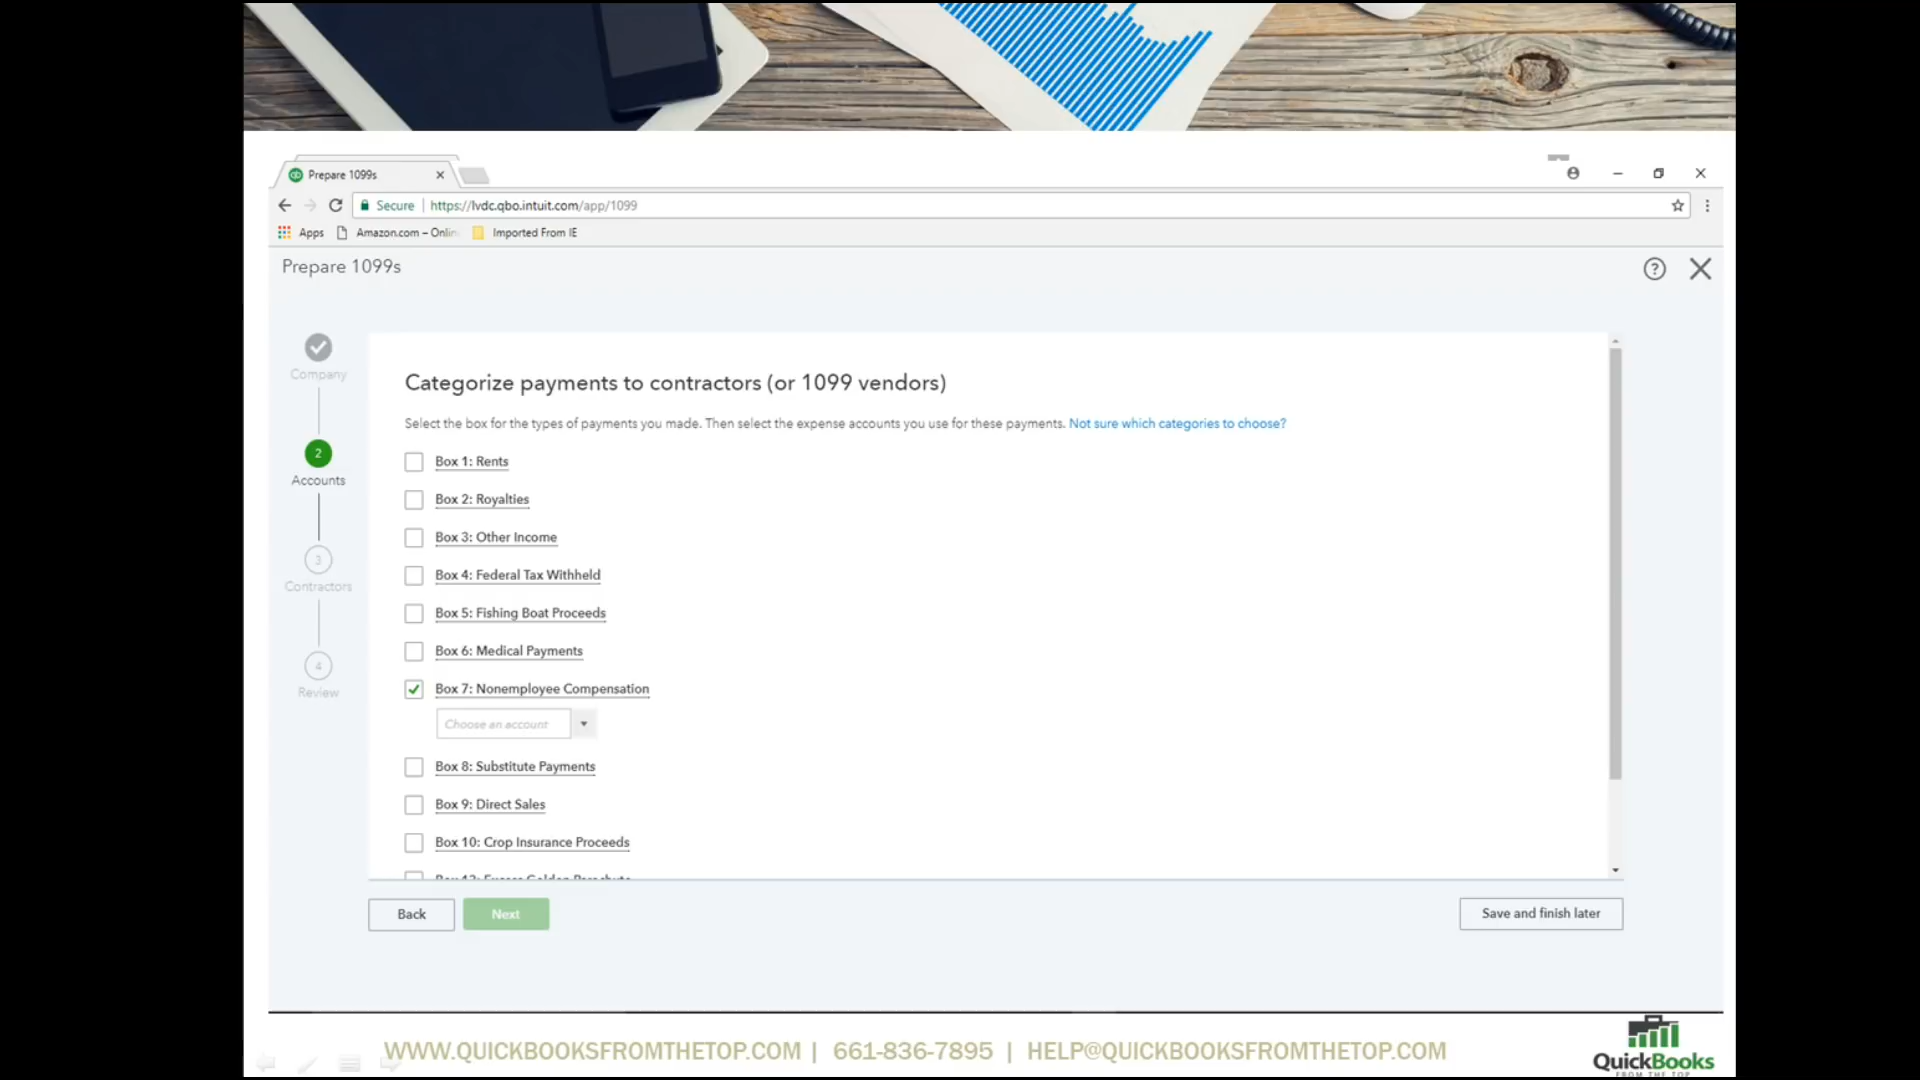 Prepare 1099s
Secure | https://lvdc.qbo.intuit.com/app/1099
Apps Amazon.com – Onlin Imported From IE
Prepare 1099s
?
Company
2
Accounts
3
Contractors
4
Review
Categorize payments to contractors (or 1099 vendors)
Select the box for the types of payments you made. Then select the expense accounts you use for these payments. Not sure which categories to choose?
Box 1: Rents
Box 2: Royalties
Box 3: Other Income
Box 4: Federal Tax Withheld
Box 5: Fishing Boat Proceeds
Box 6: Medical Payments
Box 7: Nonemployee Compensation
Choose an account
Box 8: Substitute Payments
Box 9: Direct Sales
Box 10: Crop Insurance Proceeds
Back
Next
Save and finish later
WWW.QUICKBOOKSFROMTHETOP.COM | 661-836-7895 | HELP@QUICKBOOKSFROMTHETOP.COM
QuickBooks
FROM THE TOP